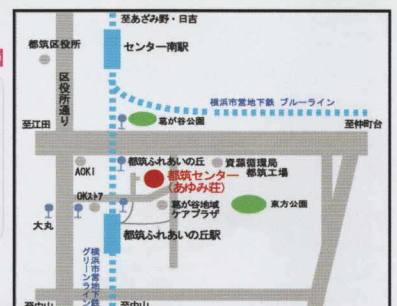 至あざみ野・日吉
都筑区役所
センター南駅
区役所通り
横浜市営地下鉄 ブルーライン
葛が谷公園
至江田
至仲町台
都筑ふれあいの丘
資源循環局
都筑工場
AOKI
都筑センター
(あゆみ荘)
OKストア
葛が谷地域
ケアプラザ
東方公園
大丸
都筑ふれあいの丘駅
横浜市営地下鉄
グリーンライン
至中山
至中山